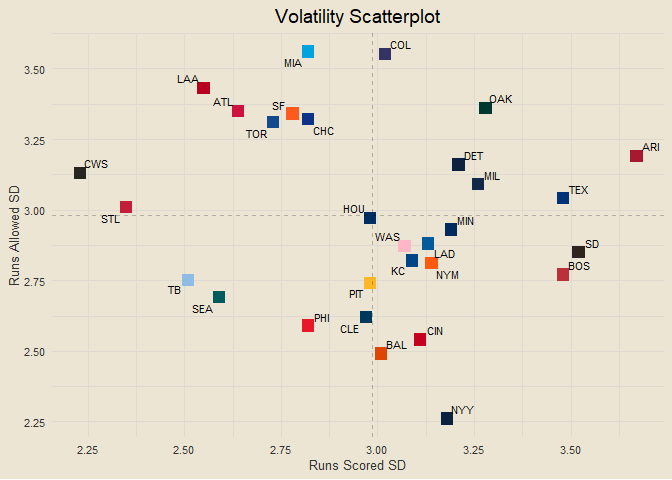 Volatility Scatterplot
Runs Allowed SD
3.50
3.25
3.00
2.75
2.50
2.25
COL
MIA
LAA
ATL
SF
OAK
TOR
CHC
ARI
DET
CWS
MIL
TEX
STL
HOU
MIN
WAS
LAD
SD
KC
NYM
BOS
TB
PIT
SEA
PHI
CLE
CIN
BAL
NYY
2.25 2.50 2.75 3.00 3.25 3.50
Runs Scored SD